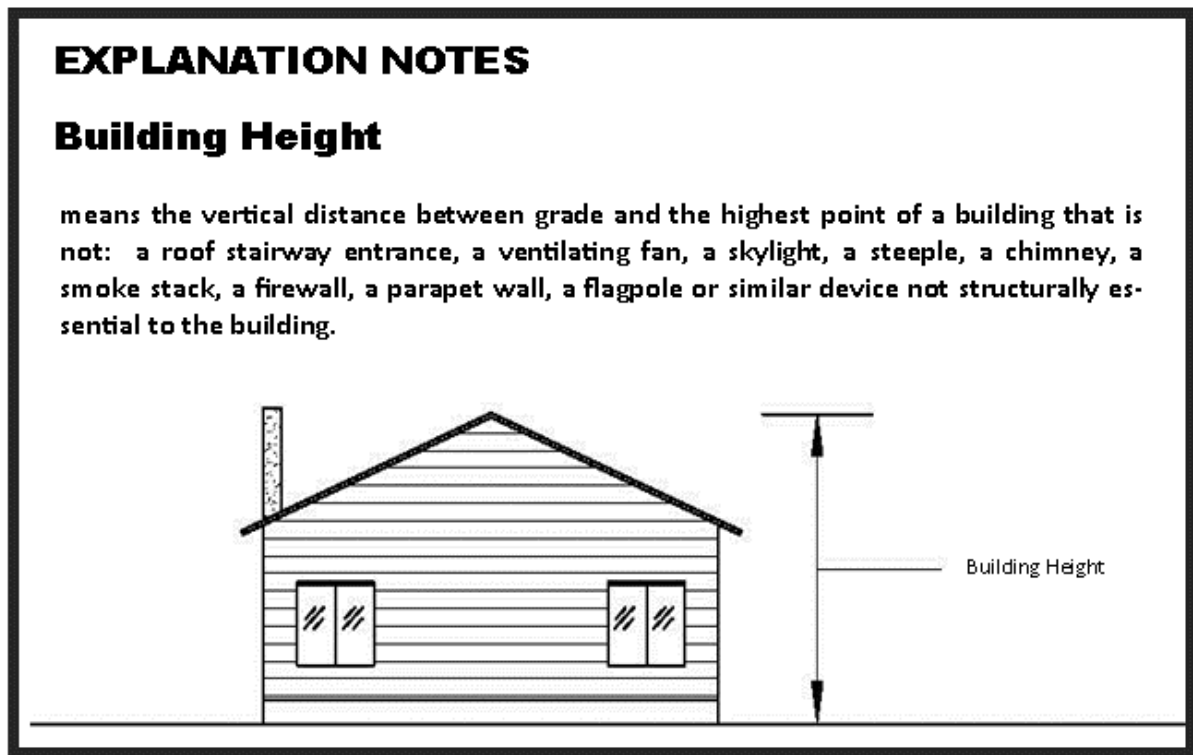 EXPLANATION NOTES
Building Height
means the vertical distance between grade and the highest point of a building that is
not: a roof stairway entrance, a ventilating fan, a skylight, a steeple, a chimney, a
smoke stack, a firewall, a parapet wall, a flagpole or similar device not structurally es-
sential to the building.
Building Height